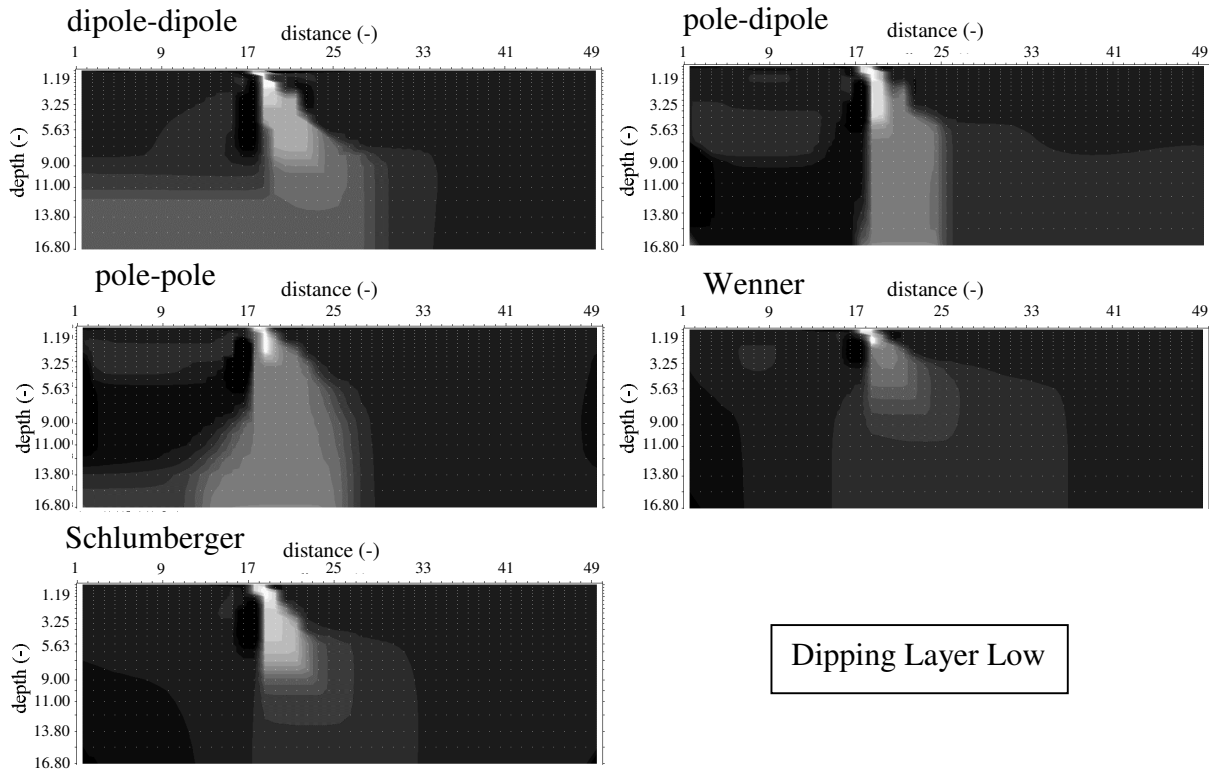 dipole-dipole
distance (-)
1 9 17 25 33 41 49
depth (-)
1.19
3.25
5.63
9.00
11.00
13.80
16.80
pole-dipole
distance (-)
1 9 17 25 33 41 49
depth (-)
1.19
3.25
5.63
9.00
11.00
13.80
16.80
pole-pole
distance (-)
1 9 17 25 33 41 49
depth (-)
1.19
3.25
5.63
9.00
11.00
13.80
16.80
Wenner
distance (-)
1 9 17 25 33 41 49
depth (-)
1.19
3.25
5.63
9.00
11.00
13.80
16.80
Schlumberger
distance (-)
1 9 17 25 33 41 49
depth (-)
1.19
3.25
5.63
9.00
11.00
13.80
16.80
Dipping Layer Low